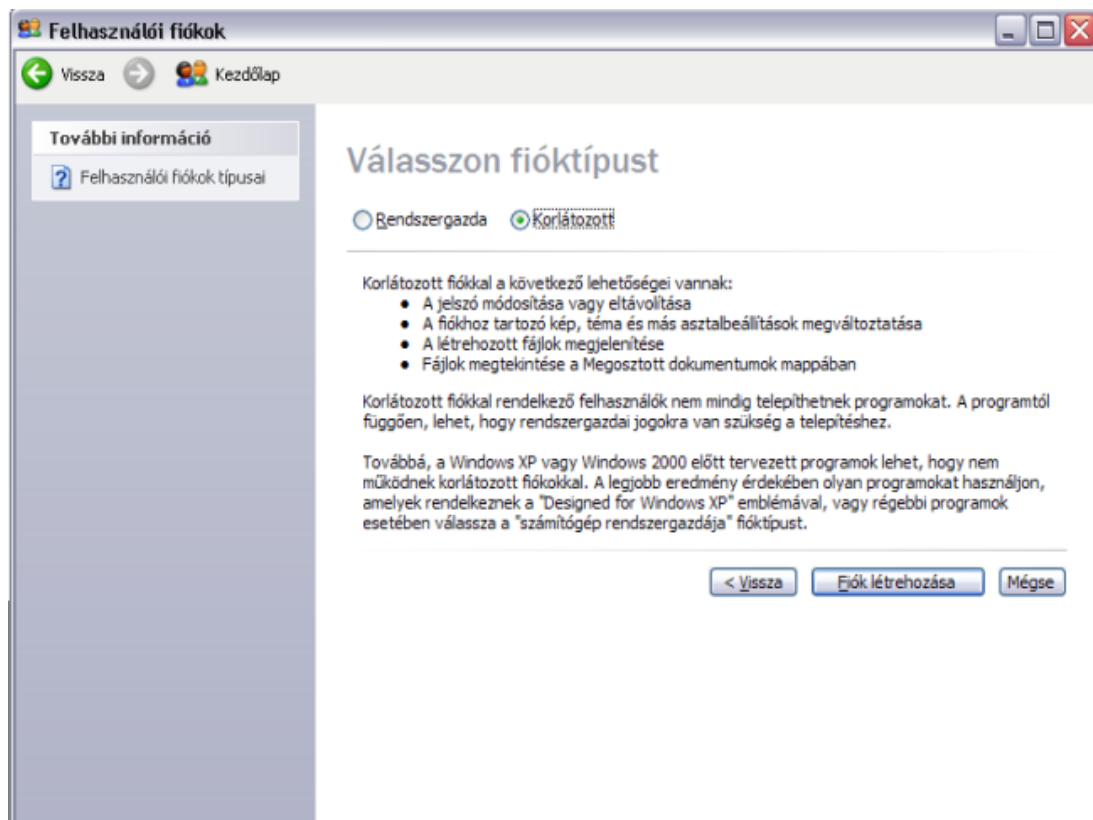 Felhasználói fiókok
Vissza Kezdőlap
További információ
Felhasználói fiókok típusai
Válasszon fióktípust
Rendszergazda Korlátozott
Korlátozott fiókkal a következő lehetőségei vannak:
● A jelszó módosítása vagy eltávolítása
● A fiókhoz tartozó kép, téma és más asztalbeállítások megváltoztatása
● A létrehozott fájlok megjelenítése
● Fájlok megtekintése a Megosztott dokumentumok mappában
Korlátozott fiókkal rendelkező felhasználók nem mindig telepíthetnek programokat. A programtól
függően, lehet, hogy rendszergazdai jogokra van szükség a telepítéshez.
Továbbá, a Windows XP vagy Windows 2000 előtt tervezett programok lehet, hogy nem
működnek korlátozott fiókokkal. A legjobb eredmény érdekében olyan programokat használjon,
amelyek rendelkeznek a "Designed for Windows XP" emblémával, vagy régebbi programok
esetében válassza a "számítógép rendszergazdája" fióktípust.
< Vissza Fiók létrehozása Mégse